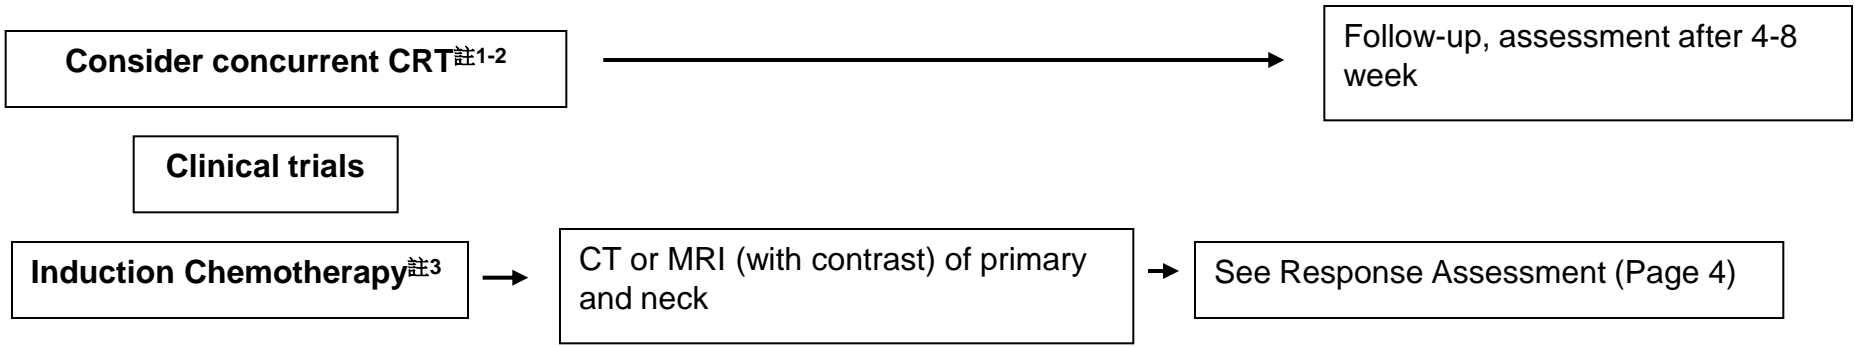 Consider concurrent CRT註1-2
Follow-up, assessment after 4-8
week
Clinical trials
Induction Chemotherapy註3
CT or MRI (with contrast) of primary
and neck
See Response Assessment (Page 4)